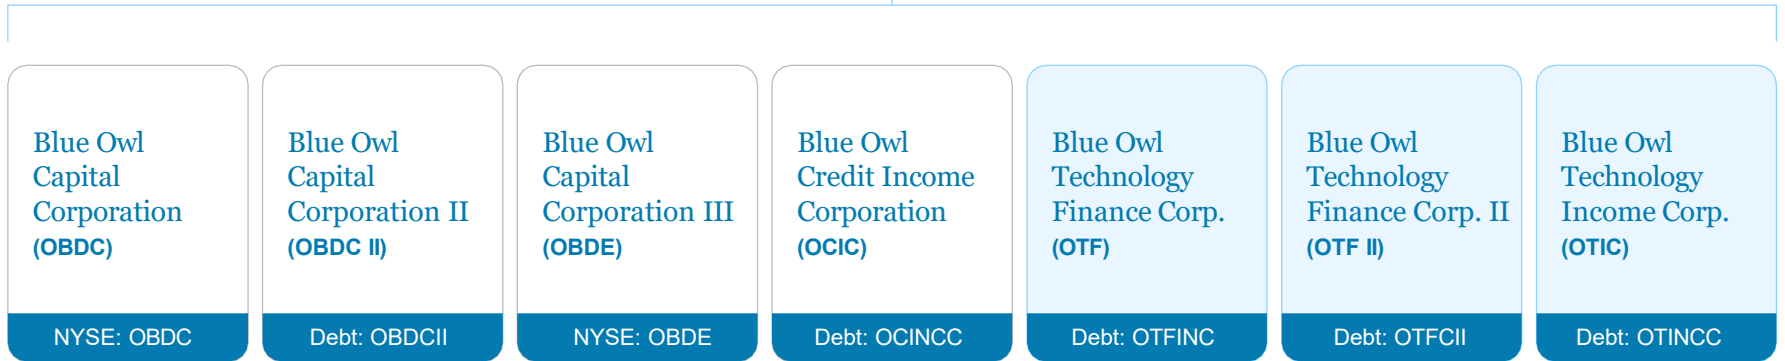 Blue Owl
Capital
Corporation
(OBDC)
NYSE: OBDC
Blue Owl
Capital
Corporation II
(OBDC II)
Debt: OBDCII
Blue Owl
Capital
Corporation III
(OBDE)
NYSE: OBDE
Blue Owl
Credit Income
Corporation
(OCIC)
Debt: OCINCC
Blue Owl
Technology
Finance Corp.
(OTF)
Debt: OTFINC
Blue Owl
Technology
Finance Corp. II
(OTF II)
Debt: OTFCII
Blue Owl
Technology
Income Corp.
(OTIC)
Debt: OTINCC